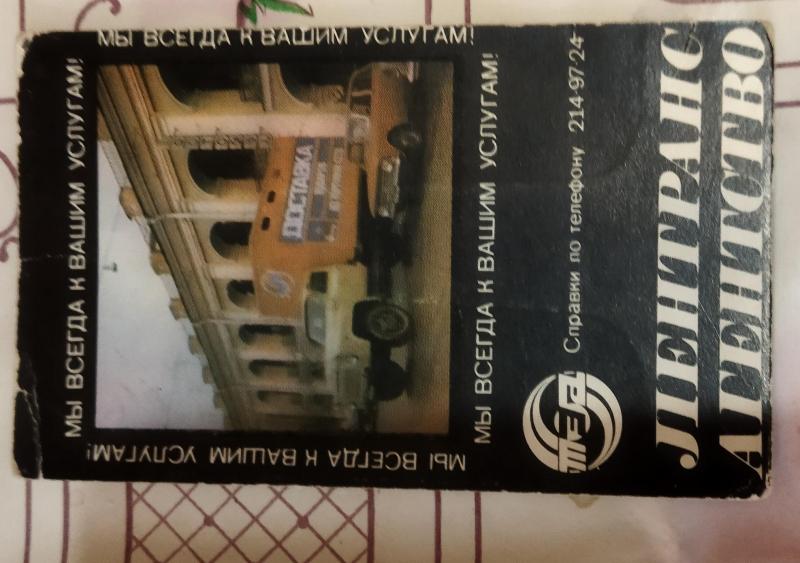 МЫ ВСЕГДА К ВАШИМ УСЛУГАМ!
МЫ ВСЕГДА К ВАШИМ УСЛУГАМ!
ДОСТАВКА
МЫ ВСЕГДА К ВАШИМ УСЛУГАМ!
МЫ ВСЕГДА К ВАШИМ УСЛУГАМ!
Справки по телефону 214-97-24
ЛЕНТРАНС
АГЕНТСТВО